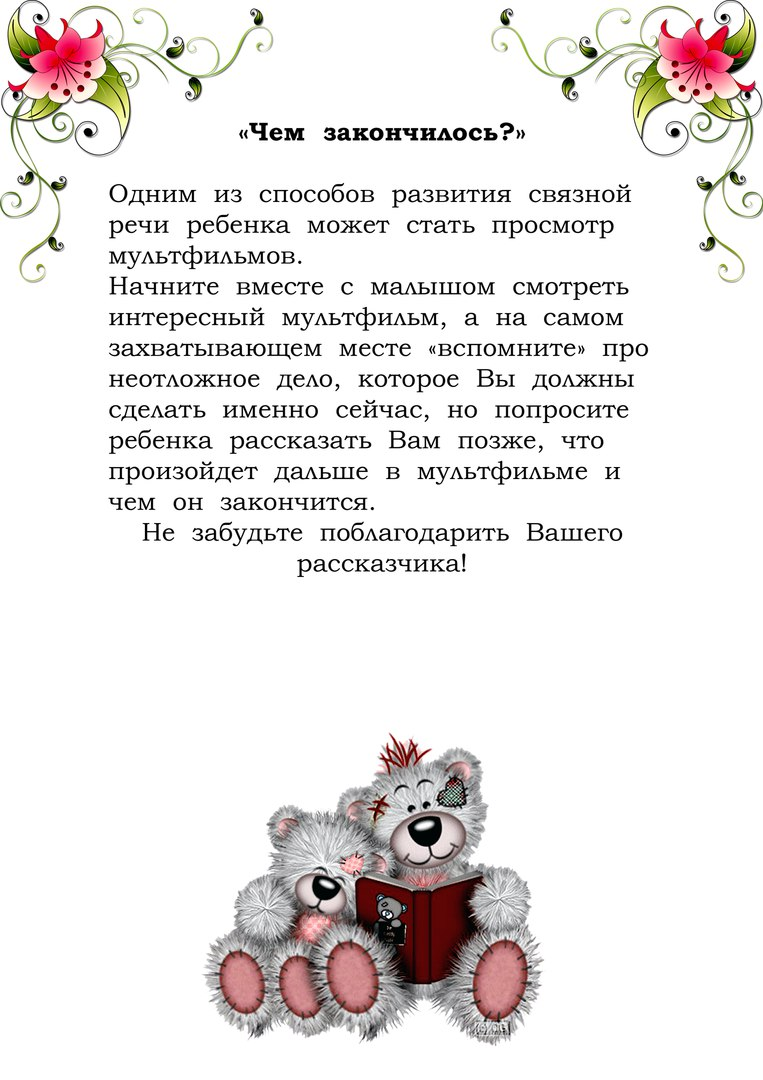 «Чем закончилось?»
Одним из способов развития связной
речи ребенка может стать просмотр
мультфильмов.
Начните вместе с малышом смотреть
интересный мультфильм, а на самом
захватывающем месте «вспомните» про
неотложное дело, которое Вы должны
сделать именно сейчас, но попросите
ребенка рассказать Вам позже, что
произойдет дальше в мультфильме и
чем он закончится.
Не забудьте поблагодарить Вашего
рассказчика!